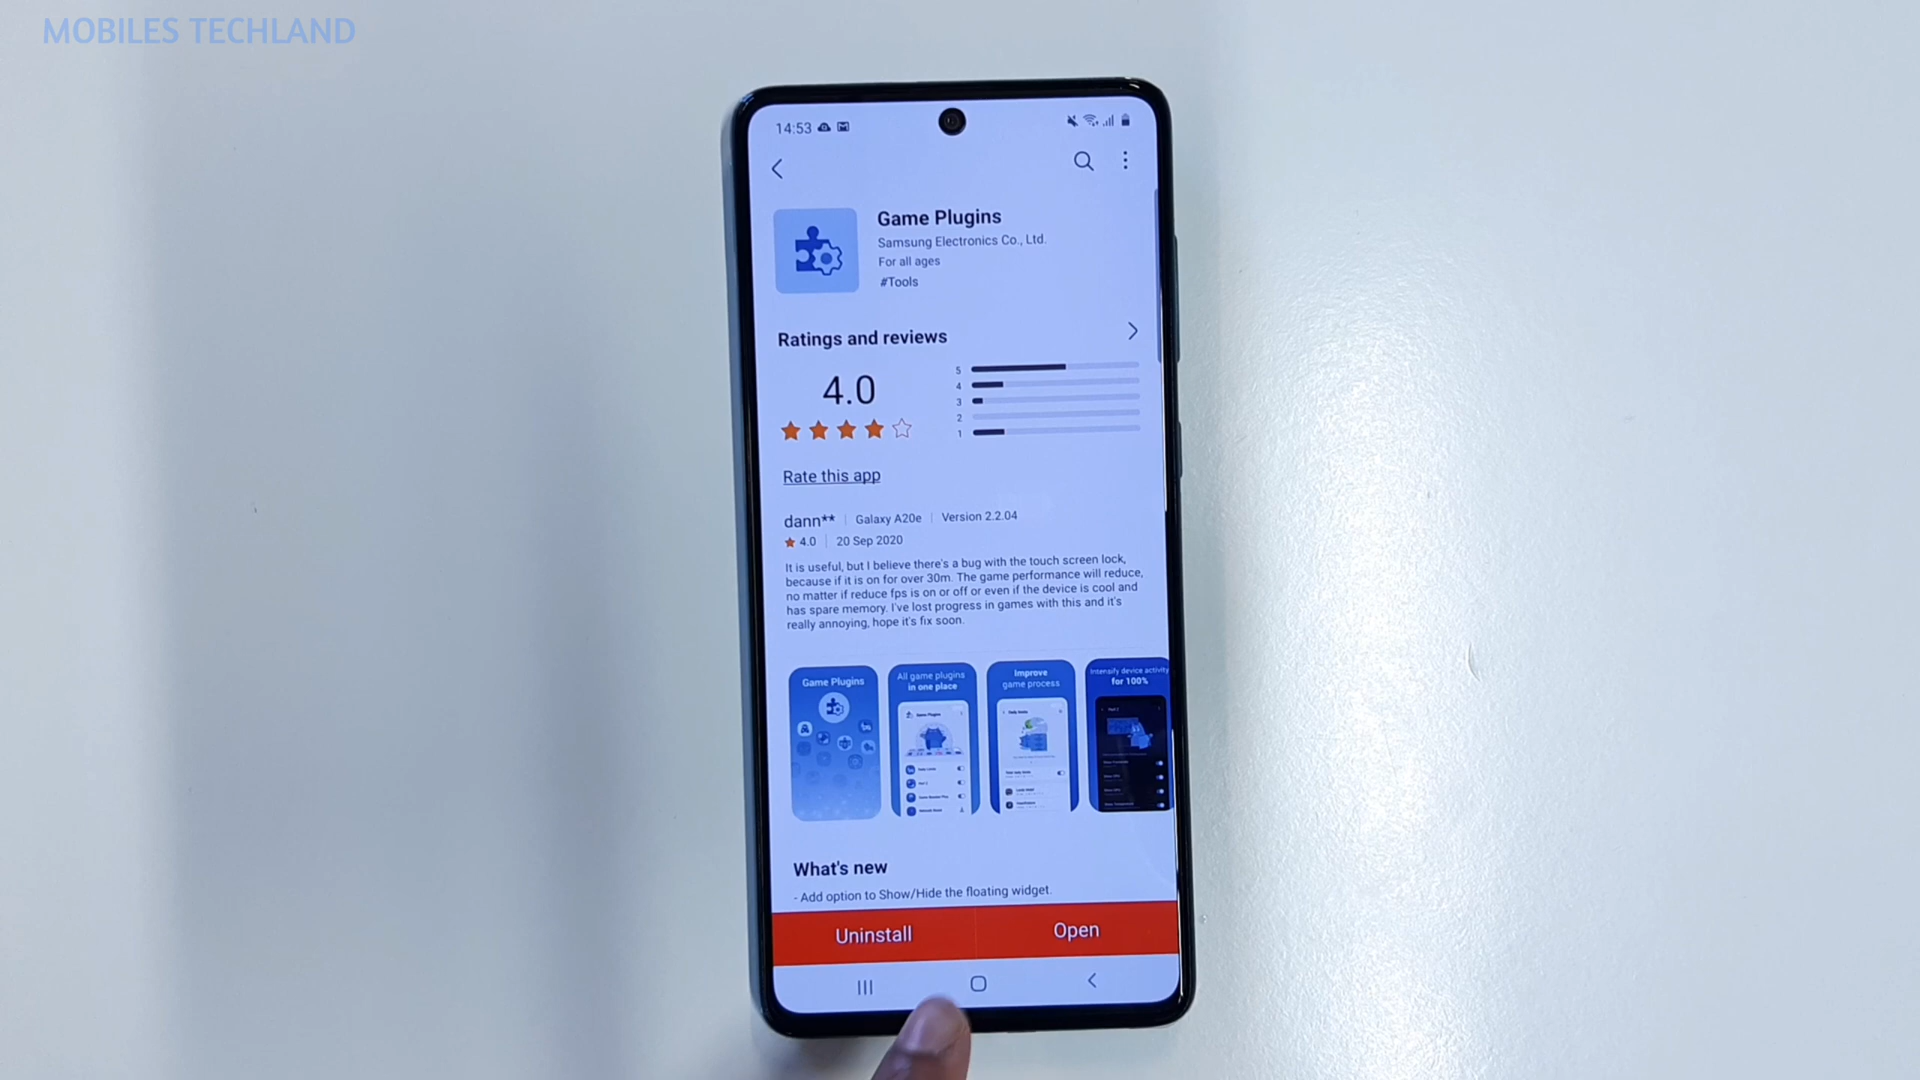 MOBILES TECHLAND
14:53
Game Plugins
Samsung Electronics Co., Ltd.
For all ages
#Tools
Ratings and reviews
4.0
5
4
3
2
1
Rate this app
dann** | Galaxy A20e | Version 2.2.04
4.0 | 20 Sep 2020
It is useful, but I believe there's a bug with the touch screen lock,
because if it is on for over 30m. The game performance will reduce,
no matter if reduce fps is on or off or even if the device is cool and
has spare memory. I've lost progress in games with this and it's
really annoying, hope it's fix soon.
Game Plugins
All game plugins
in one place
Improve
game process
Intensify device activity
for 100%
Game Plugins
Daily limits
What's new
- Add option to Show/Hide the floating widget.
Uninstall
Open